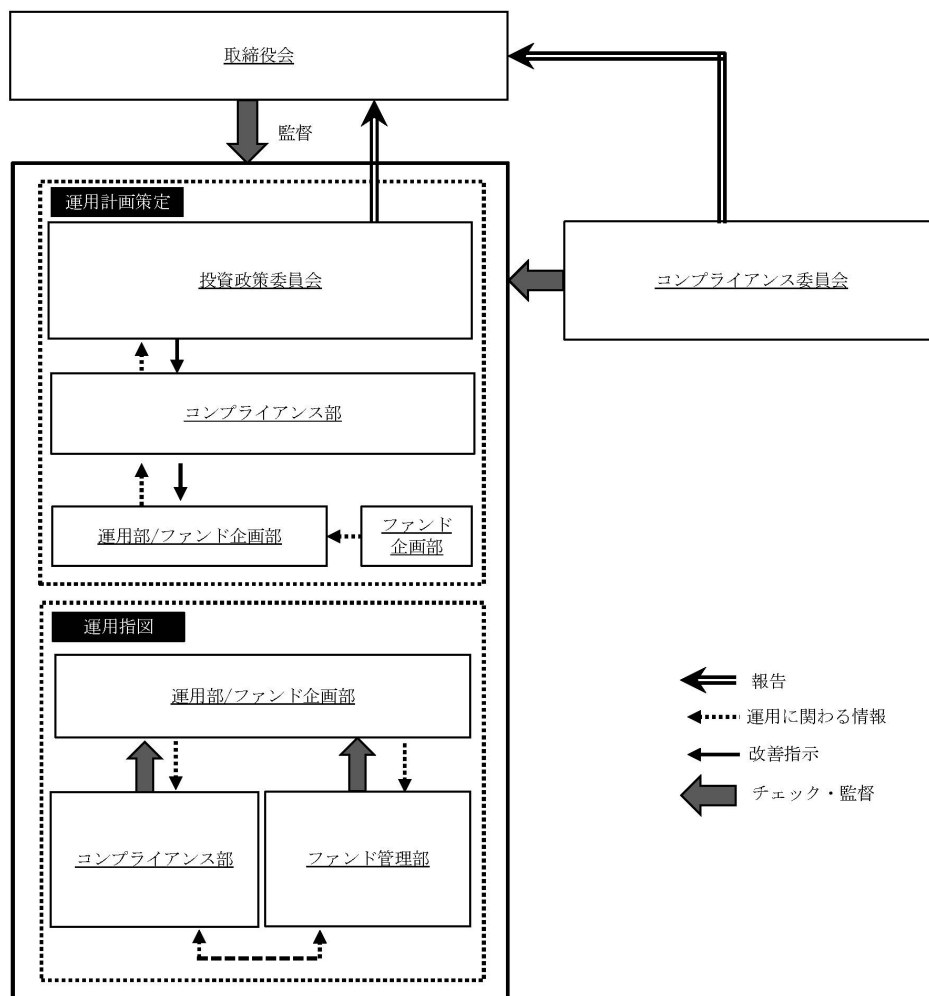 取締役会
監督
運用計画策定
投資政策委員会
コンプライアンス委員会
コンプライアンス部
運用部/ファンド企画部
ファンド
企画部
運用指図
運用部/ファンド企画部
コンプライアンス部
ファンド管理部
報告
運用に関わる情報
改善指示
チェック・監督